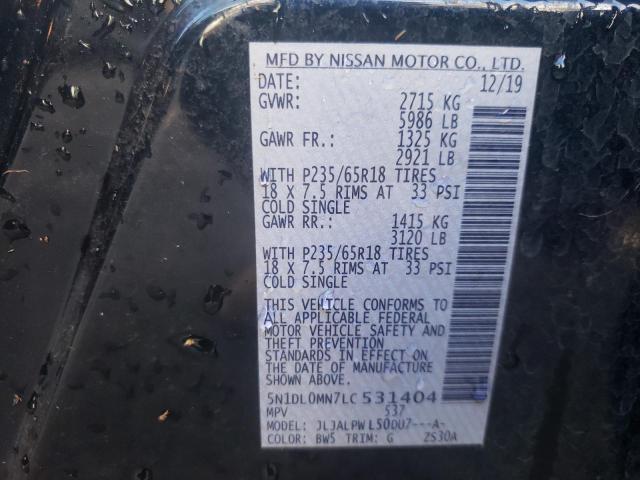 MFD BY NISSAN MOTOR CO., LTD.
DATE: 12/19
GVWR: 2715 KG
5986 LB
GAWR FR.: 1325 KG
2921 LB
WITH P235/65R18 TIRES
18 X 7.5 RIMS AT 33 PSI
COLD SINGLE
GAWR RR.: 1415 KG
3120 LB
WITH P235/65R18 TIRES
18 X 7.5 RIMS AT 33 PSI
COLD SINGLE
THIS VEHICLE CONFORMS TO
ALL APPLICABLE FEDERAL
MOTOR VEHICLE SAFETY AND
THEFT PREVENTION
STANDARDS IN EFFECT ON
THE DATE OF MANUFACTURE
SHOWN ABOVE.
5N1DL0MN7LC531404
MPV 537
MODEL: JLJALPWL50DU7---A-
COLOR: BW5 TRIM: G ZS30A